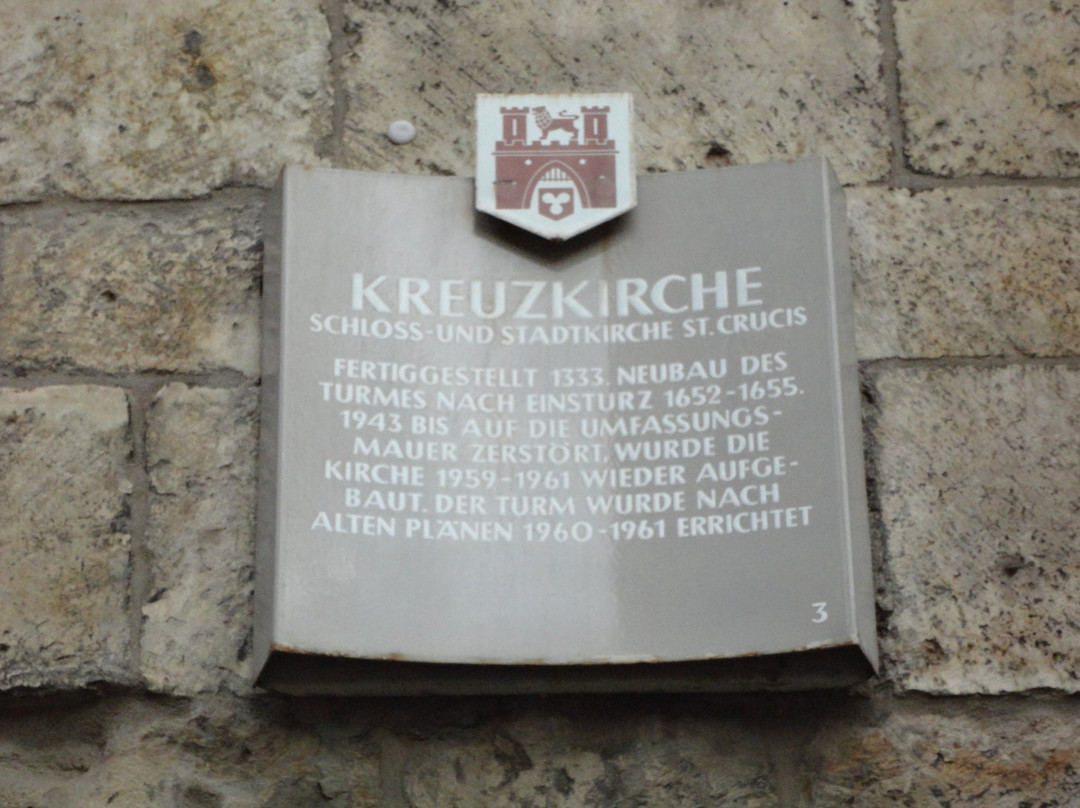 KREUZKIRCHE
SCHLOSS-UND STADTKIRCHE ST. CRUCIS
FERTIGGESTELLT 1333. NEUBAU DES
TURMES NACH EINSTURZ 1652-1655.
1943 BIS AUF DIE UMFASSUNGS-
MAUER ZERSTÖRT, WURDE DIE
KIRCHE 1959-1961 WIEDER AUFGE-
BAUT. DER TURM WURDE NACH
ALTEN PLÄNEN 1960-1961 ERRICHTET
3